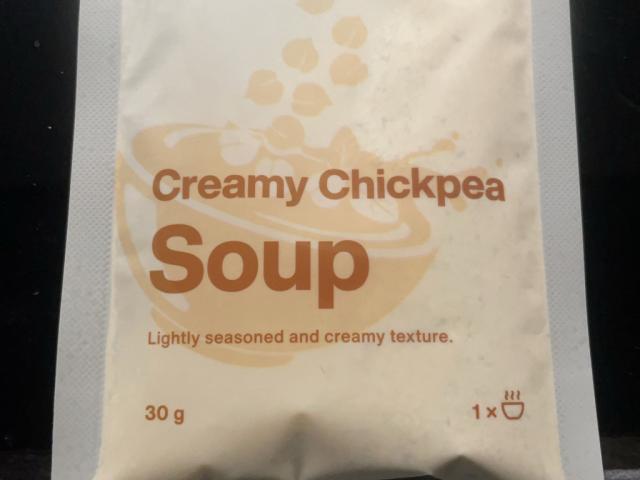 Creamy Chickpea
Soup
Lightly seasoned and creamy texture.
30 g
1 ×